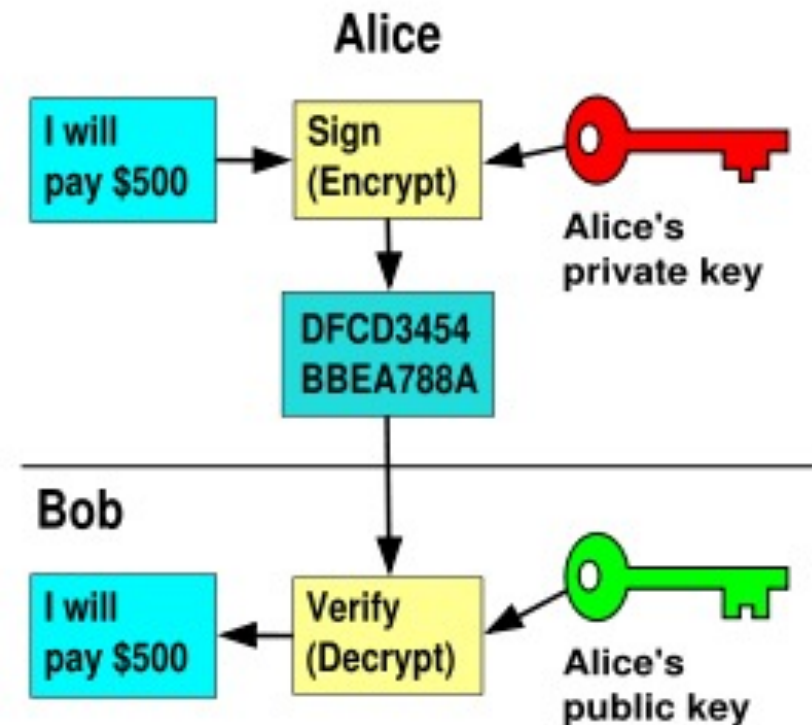 Alice
I will
pay $500
Sign
(Encrypt)
Alice's
private key
DFCD3454
BBEA788A
Bob
I will
pay $500
Verify
(Decrypt)
Alice's
public key